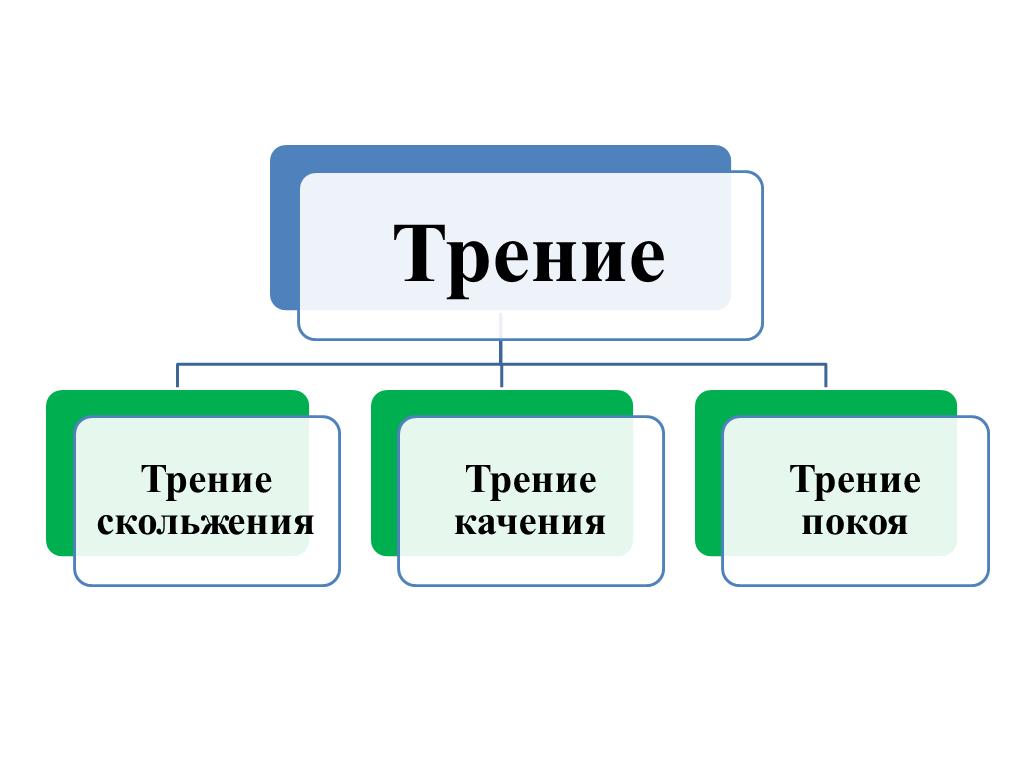 Трение
Трение
скольжения
Трение
качения
Трение
покоя